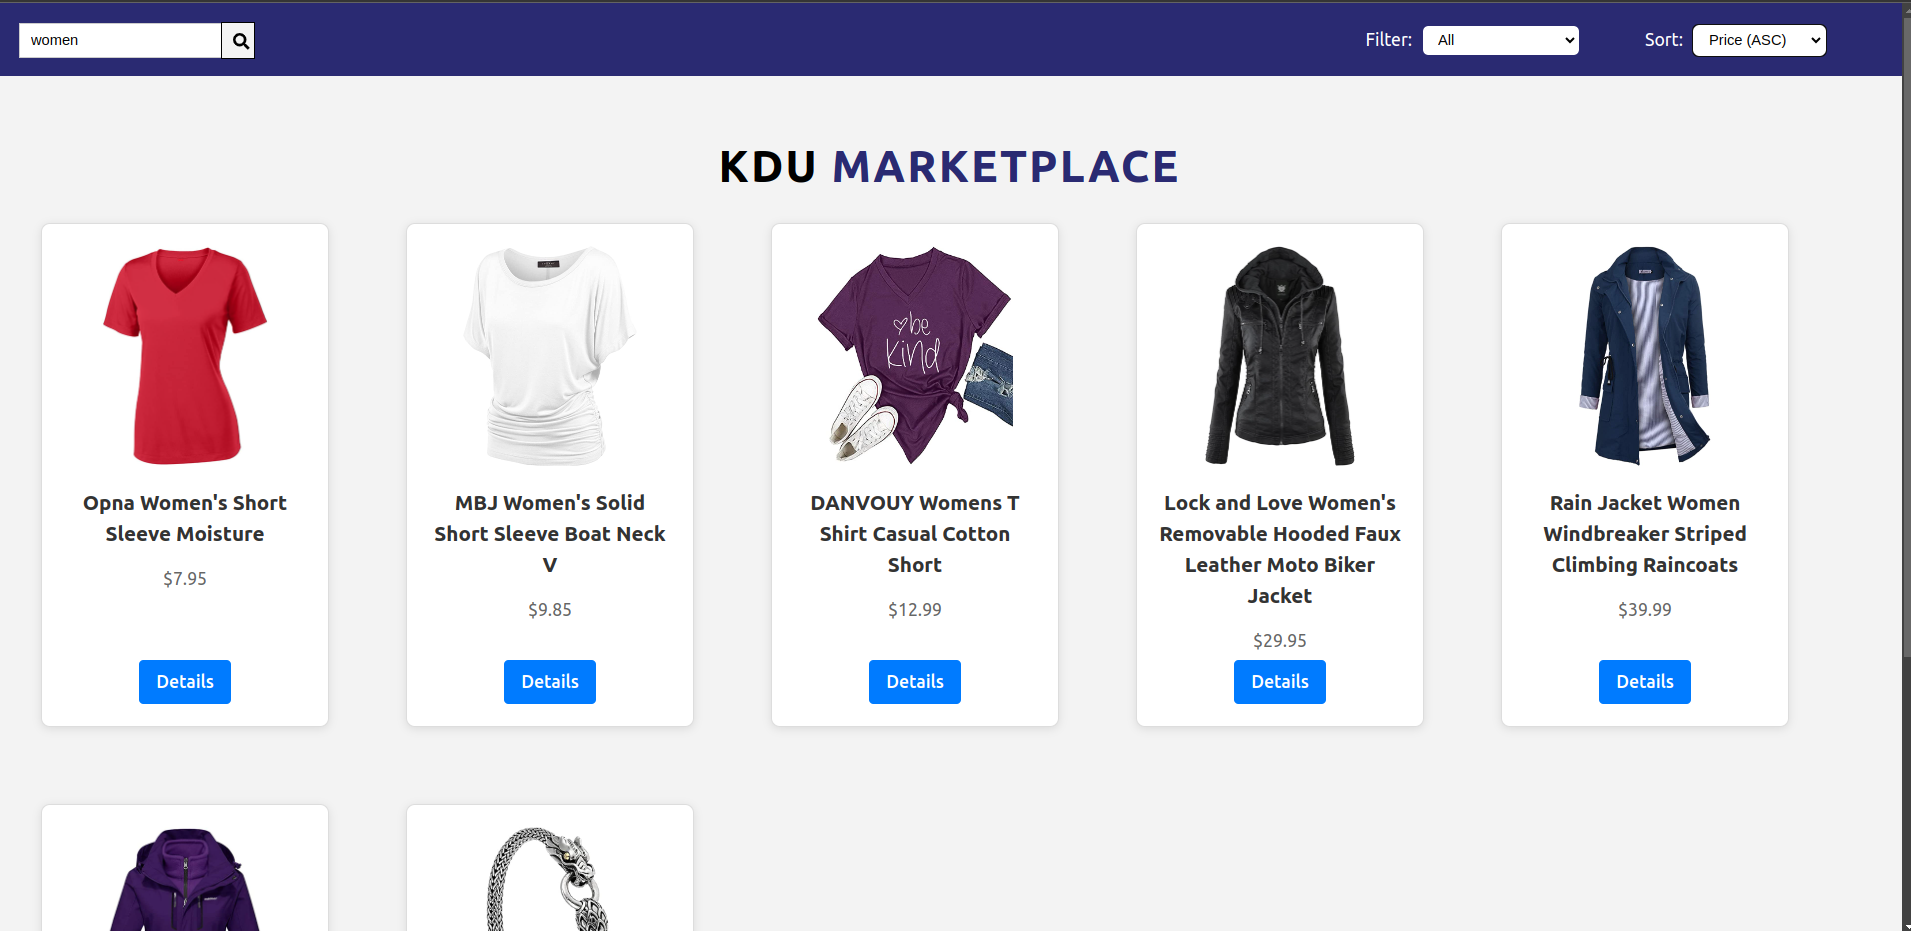 women
Filter: All
Sort: Price (ASC)
KDU MARKETPLACE
be
kind
Opna Women's Short
Sleeve Moisture
$7.95
Details
MBJ Women's Solid
Short Sleeve Boat Neck
V
$9.85
Details
DANVOUY Womens T
Shirt Casual Cotton
Short
$12.99
Details
Lock and Love Women's
Removable Hooded Faux
Leather Moto Biker
Jacket
$29.95
Details
Rain Jacket Women
Windbreaker Striped
Climbing Raincoats
$39.99
Details